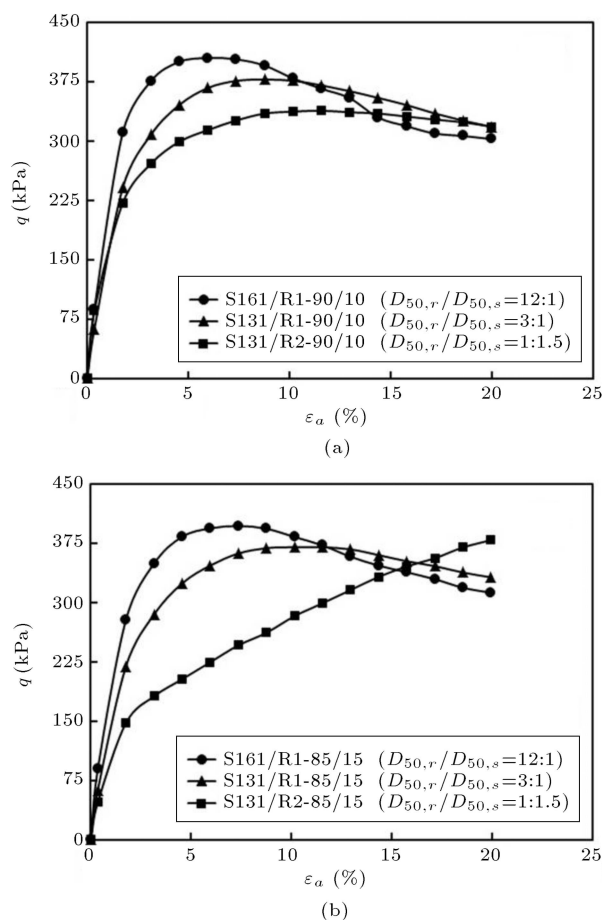 450
375
300
225
150
75
0
q (kPa)
S161/R1-90/10 (D50,r/D50,s=12:1)
S131/R1-90/10 (D50,r/D50,s=3:1)
S131/R2-90/10 (D50,r/D50,s=1:1.5)
0 5 10 15 20 25
εa (%)
(a)
450
375
300
225
150
75
0
q (kPa)
S161/R1-85/15 (D50,r/D50,s=12:1)
S131/R1-85/15 (D50,r/D50,s=3:1)
S131/R2-85/15 (D50,r/D50,s=1:1.5)
0 5 10 15 20 25
εa (%)
(b)